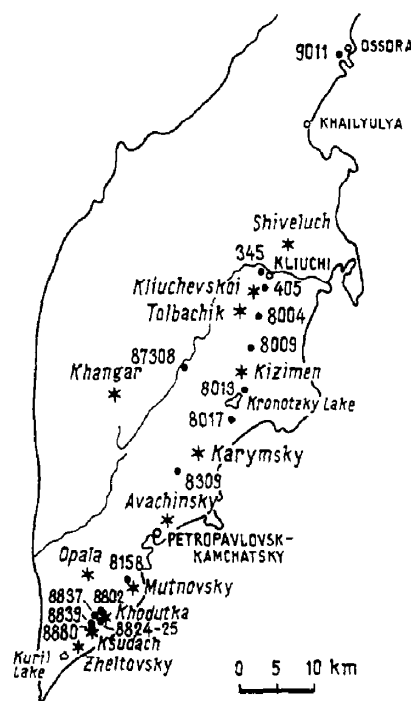 9011
OSSORA
KHAILYULYA
Shiveluch
345
KLIUCHI
Kliuchevskoi
405
Tolbachik
8004
8009
87308
Khangar
Kizimen
8013
Kronotzky Lake
8017
Karymsky
8309
Avachinsky
PETROPAVLOVSK-
KAMCHATSKY
Opala
8158
Mutnovsky
8837
8802
8839
Khodutka
8880
8824-25
Ksudach
Kuril
Lake
Zheltovsky
0 5 10 km